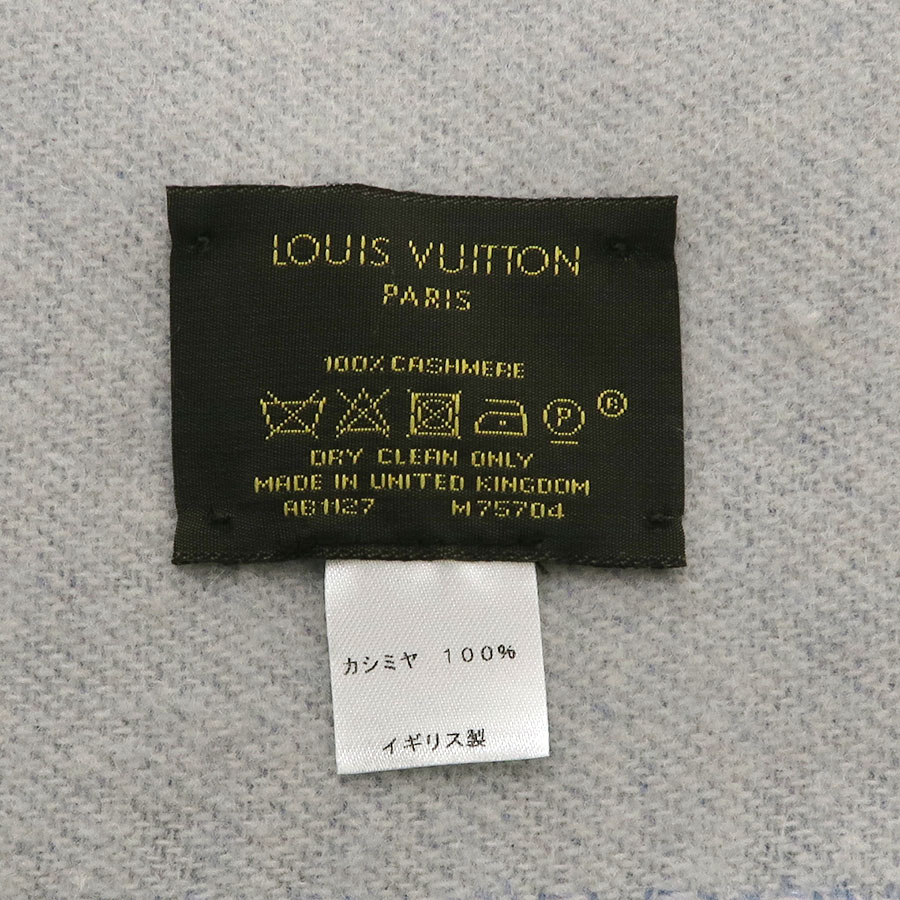 LOUIS VUITTON
PARIS
100% CASHMERE
P ®
DRY CLEAN ONLY
MADE IN UNITED KINGDOM
AB1127 M75704
カシミヤ 100%
イギリス製